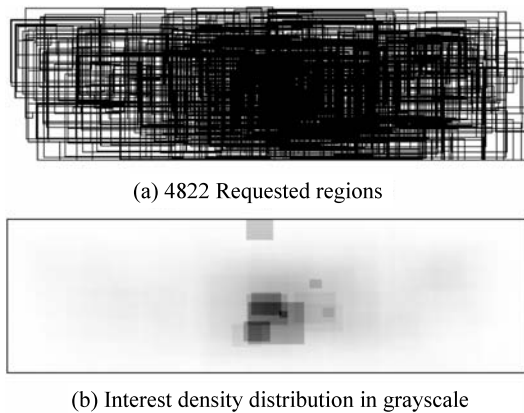 (a) 4822 Requested regions
(b) Interest density distribution in grayscale